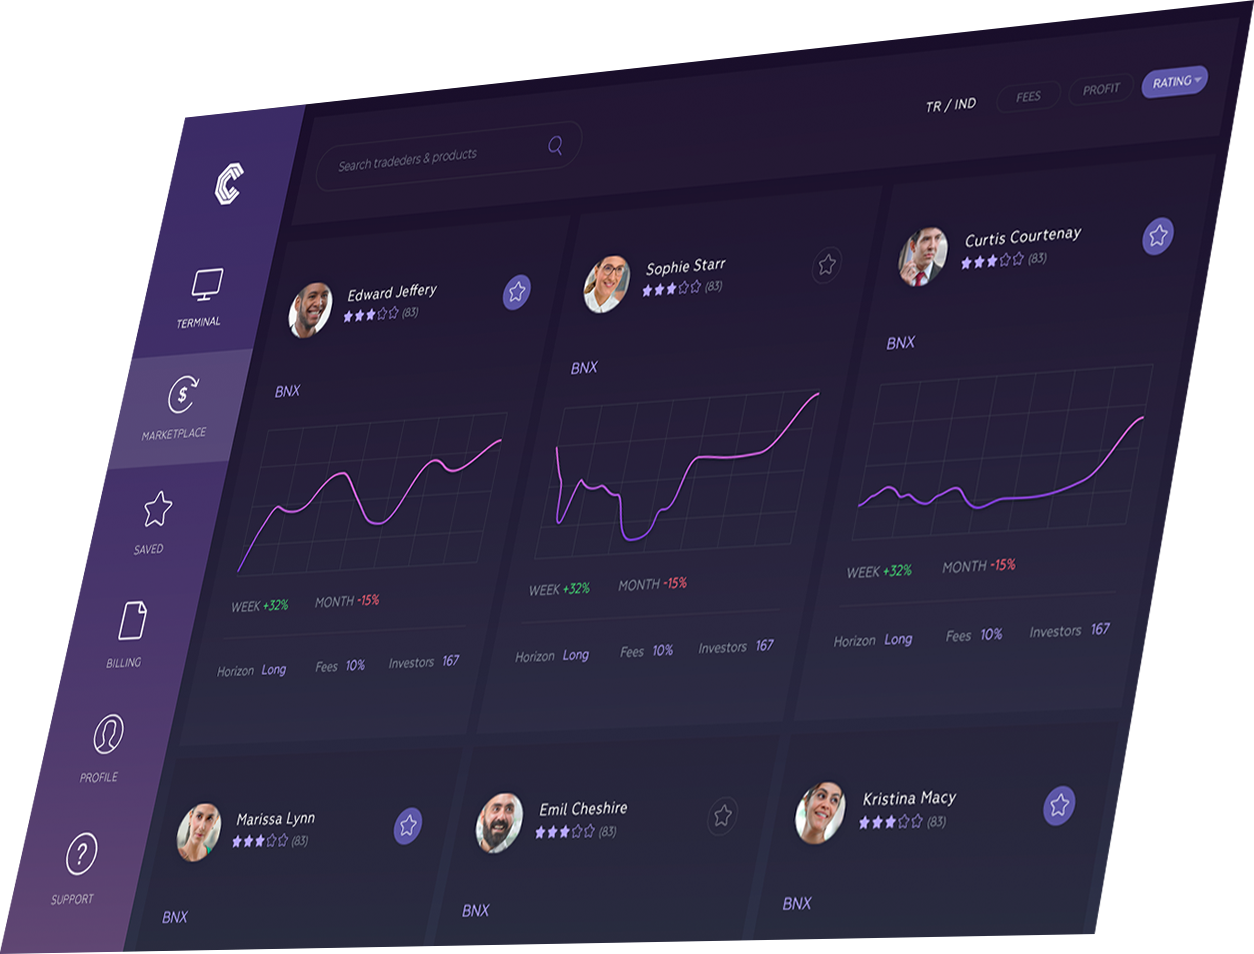 TR / IND
FEES
PROFIT
RATING
Search tradeders & products
TERMINAL
MARKETPLACE
SAVED
BILLING
PROFILE
SUPPORT
Edward Jeffery
(83)
BNX
WEEK +32% MONTH -15%
Horizon Long Fees 10% Investors 167
Sophie Starr
(83)
BNX
WEEK +32% MONTH -15%
Horizon Long Fees 10% Investors 167
Curtis Courtenay
(83)
BNX
WEEK +32% MONTH -15%
Horizon Long Fees 10% Investors 167
Marissa Lynn
(83)
BNX
Emil Cheshire
(83)
BNX
Kristina Macy
(83)
BNX